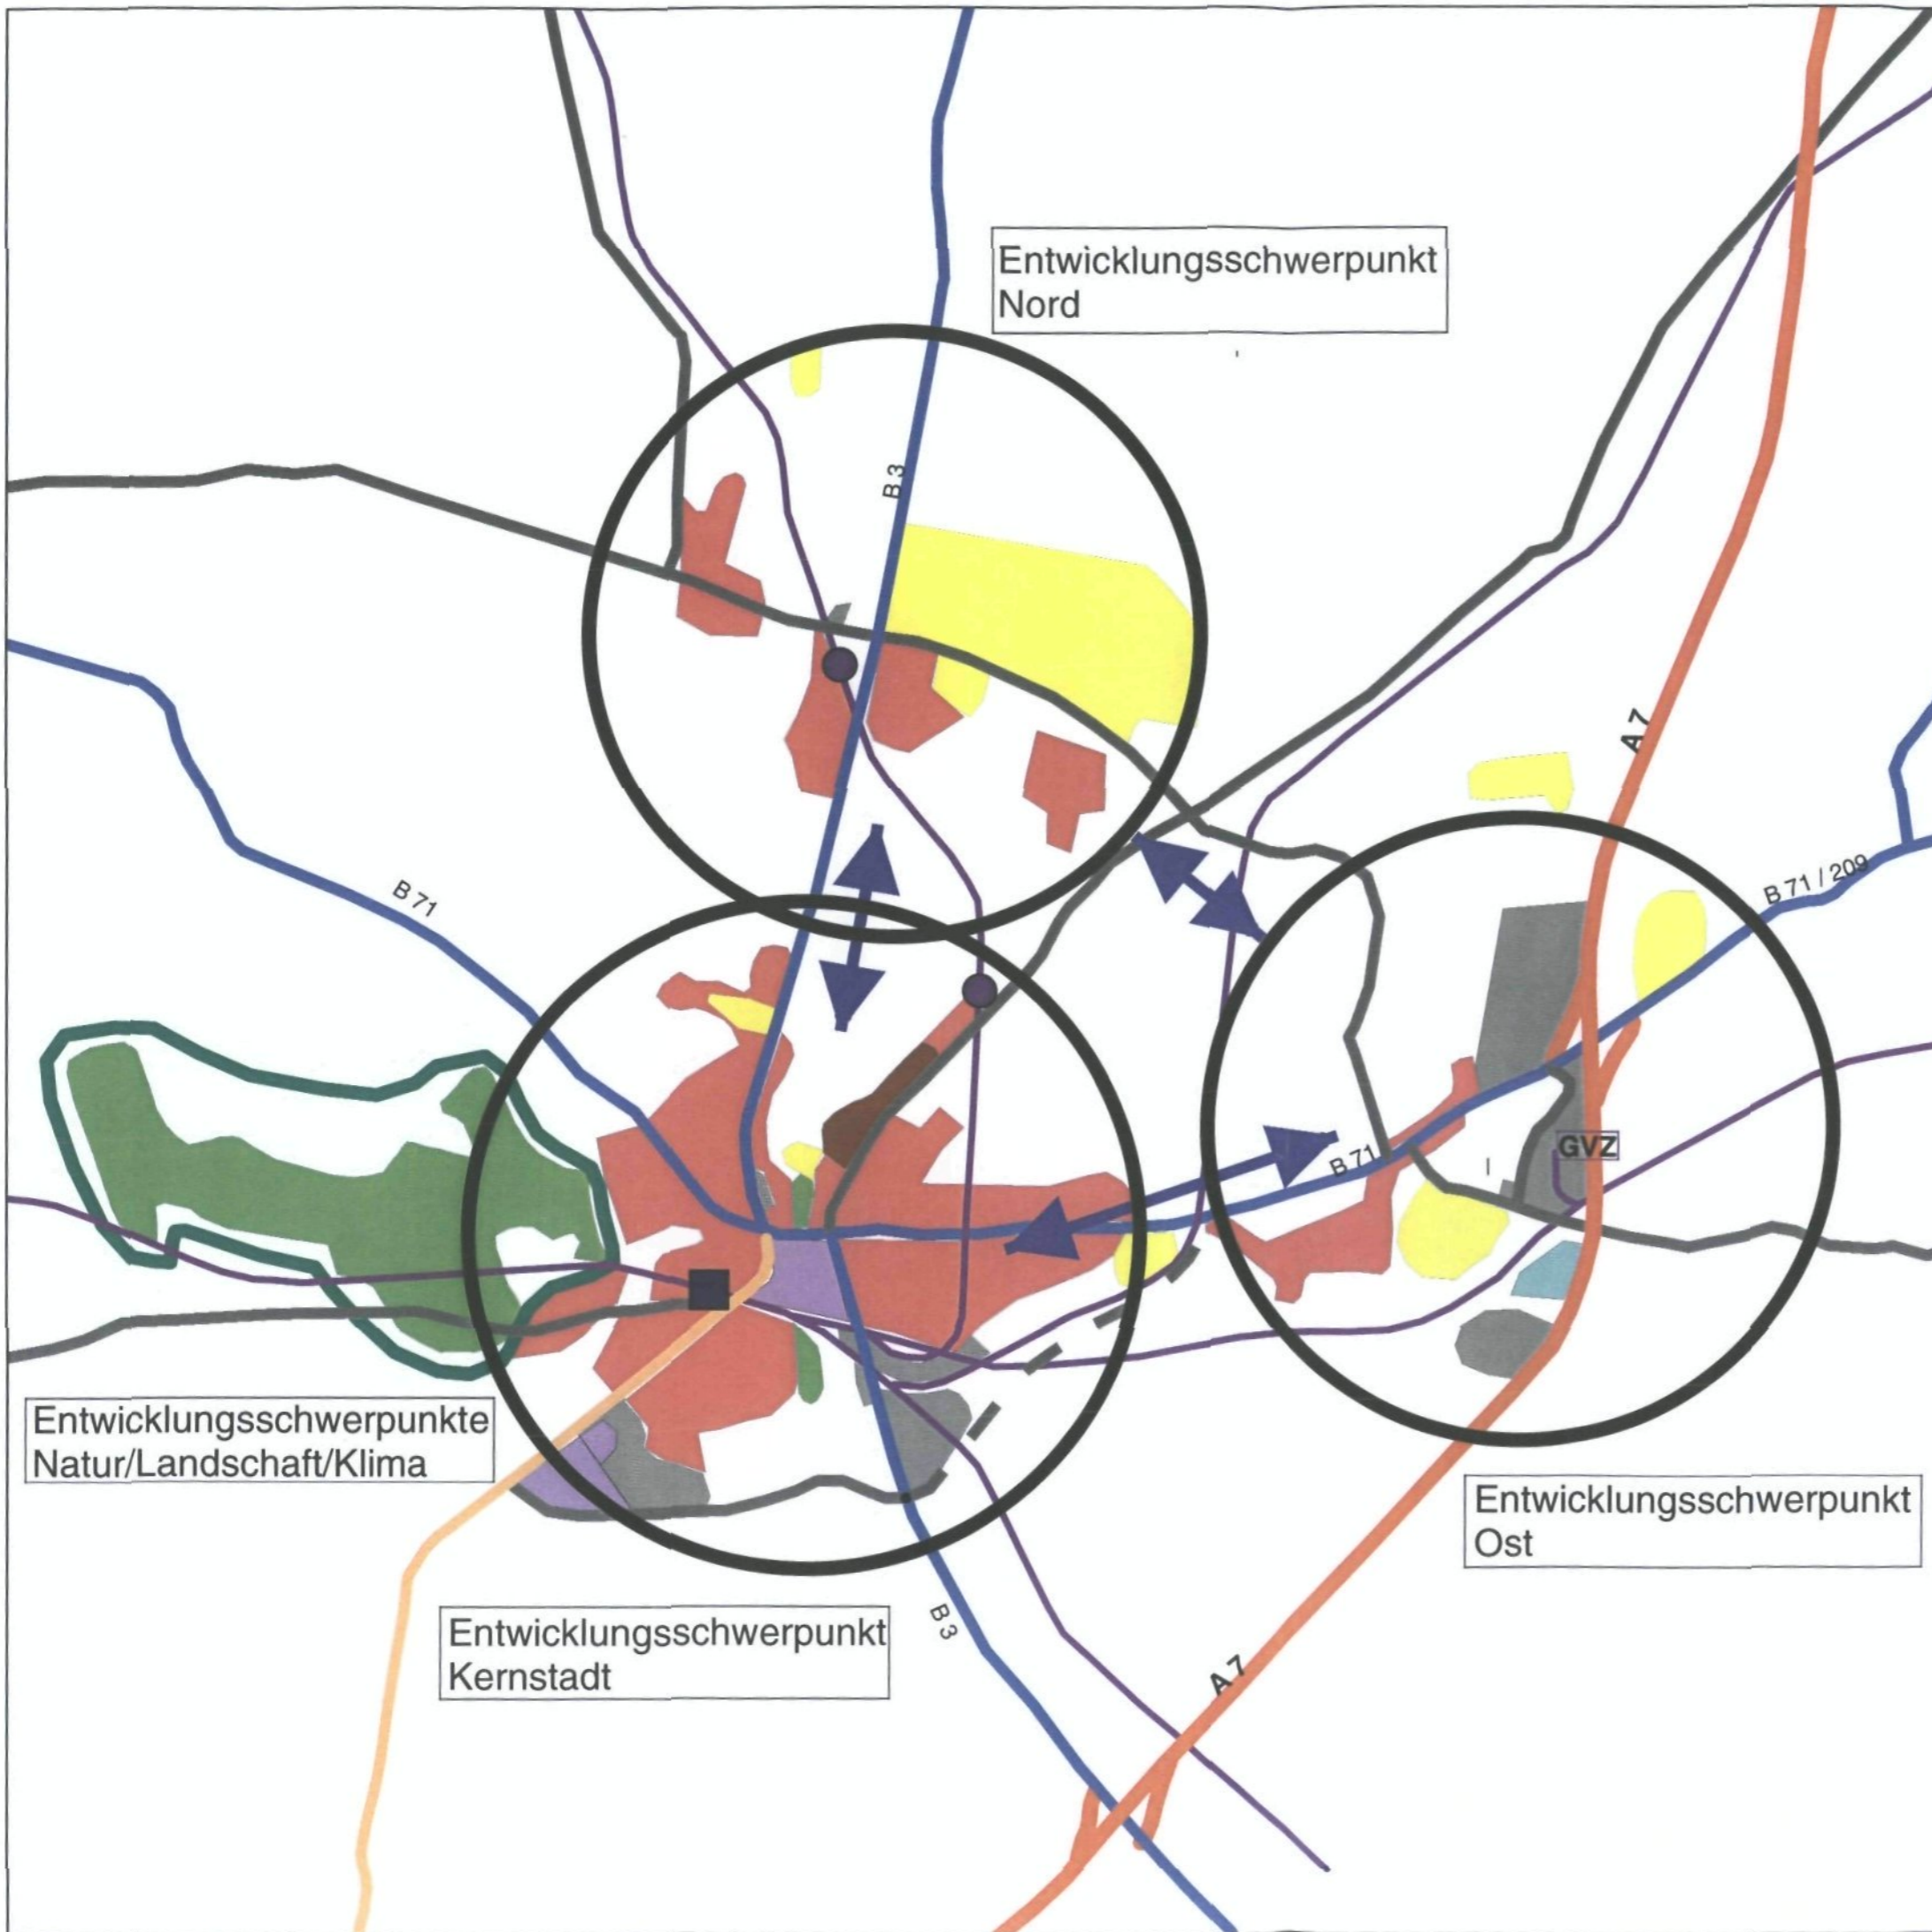 Entwicklungsschwerpunkt
Nord
B 3
A 7
B 71
B 71 / 209
B 71
GVZ
Entwicklungsschwerpunkte
Natur/Landschaft/Klima
Entwicklungsschwerpunkt
Ost
Entwicklungsschwerpunkt
Kernstadt
B 3
A 7